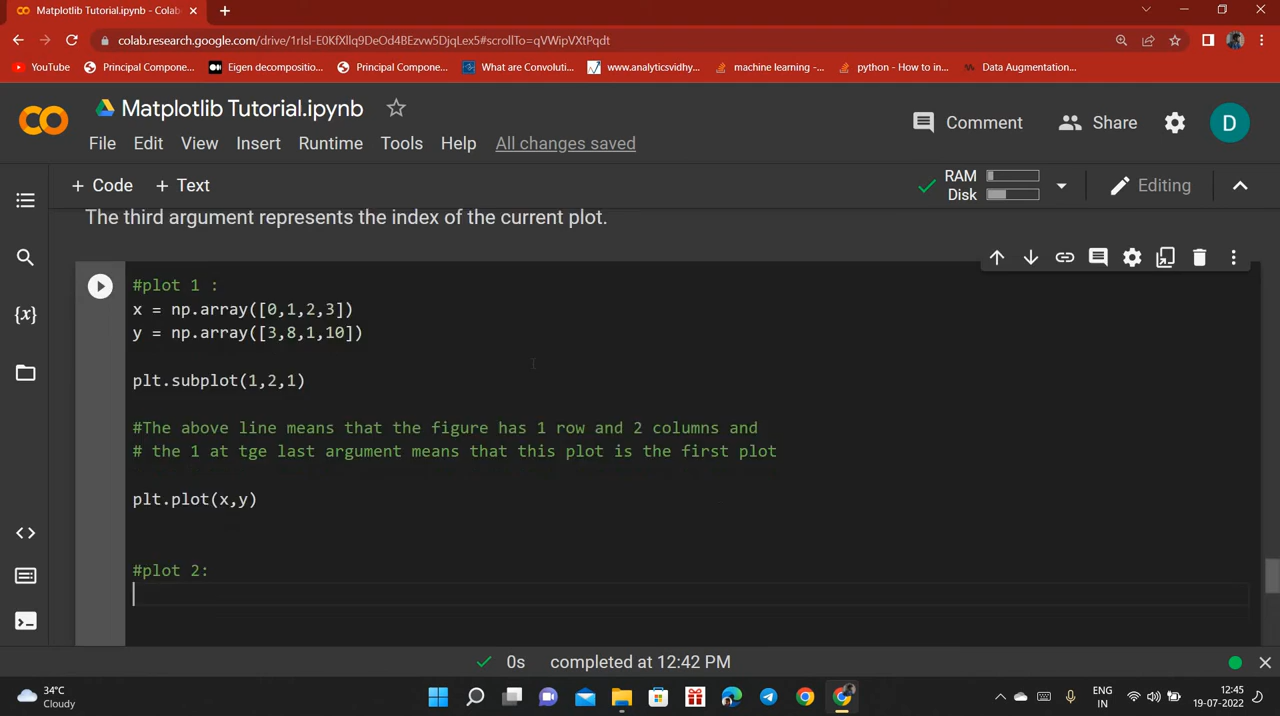 Matplotlib Tutorial.ipynb - Colab
colab.research.google.com/drive/1rIsl-E0KfXllq9DeOd4BEzvw5DjqLex5#scrollTo=qVWipVXtPqdt
YouTube
Principal Compone...
Eigen decompositio...
Principal Compone...
What are Convoluti...
www.analyticsvidhy...
machine learning -...
python - How to in...
Data Augmentation...
Matplotlib Tutorial.ipynb
Comment
Share
D
File Edit View Insert Runtime Tools Help All changes saved
+ Code + Text
RAM
Disk
Editing
The third argument represents the index of the current plot.
#plot 1 :
x = np.array([0,1,2,3])
y = np.array([3,8,1,10])
plt.subplot(1,2,1)
#The above line means that the figure has 1 row and 2 columns and
# the 1 at tge last argument means that this plot is the first plot
plt.plot(x,y)
#plot 2:
{x}
0s completed at 12:42 PM
34°C
Cloudy
ENG
IN
12:45
19-07-2022